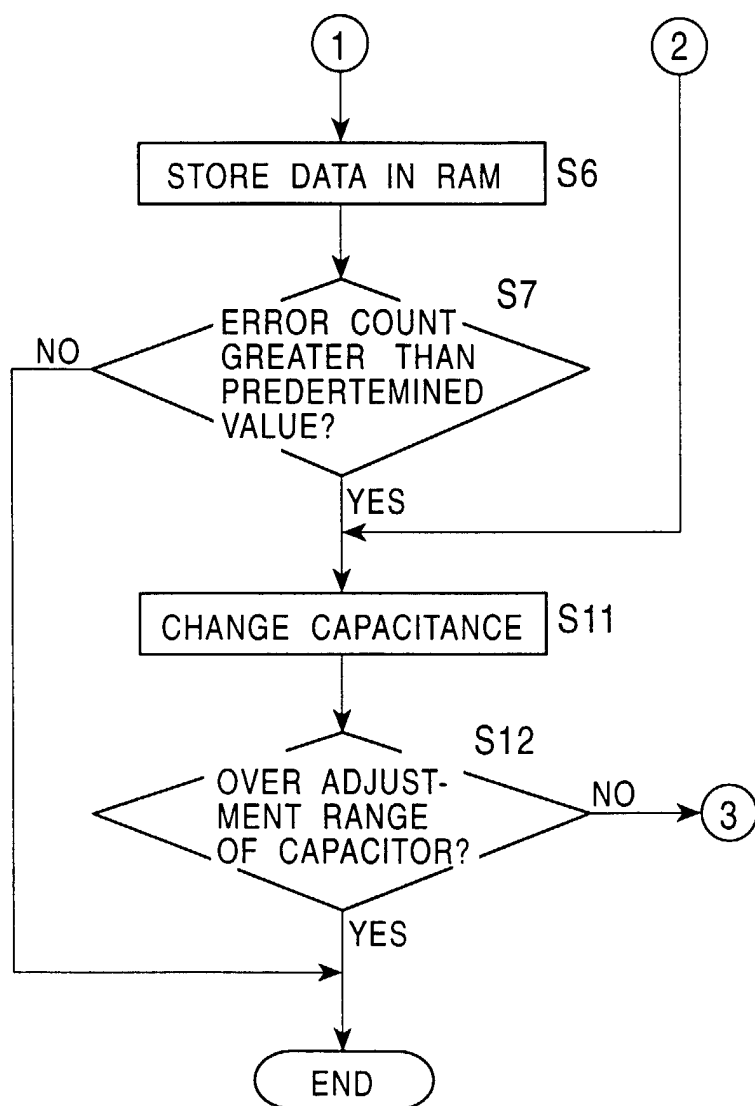 1
2
STORE DATA IN RAM
S6
S7
ERROR COUNT
GREATER THAN
PREDERTEMINED
VALUE?
NO
YES
CHANGE CAPACITANCE
S11
S12
OVER ADJUST-
MENT RANGE
OF CAPACITOR?
NO
3
YES
END